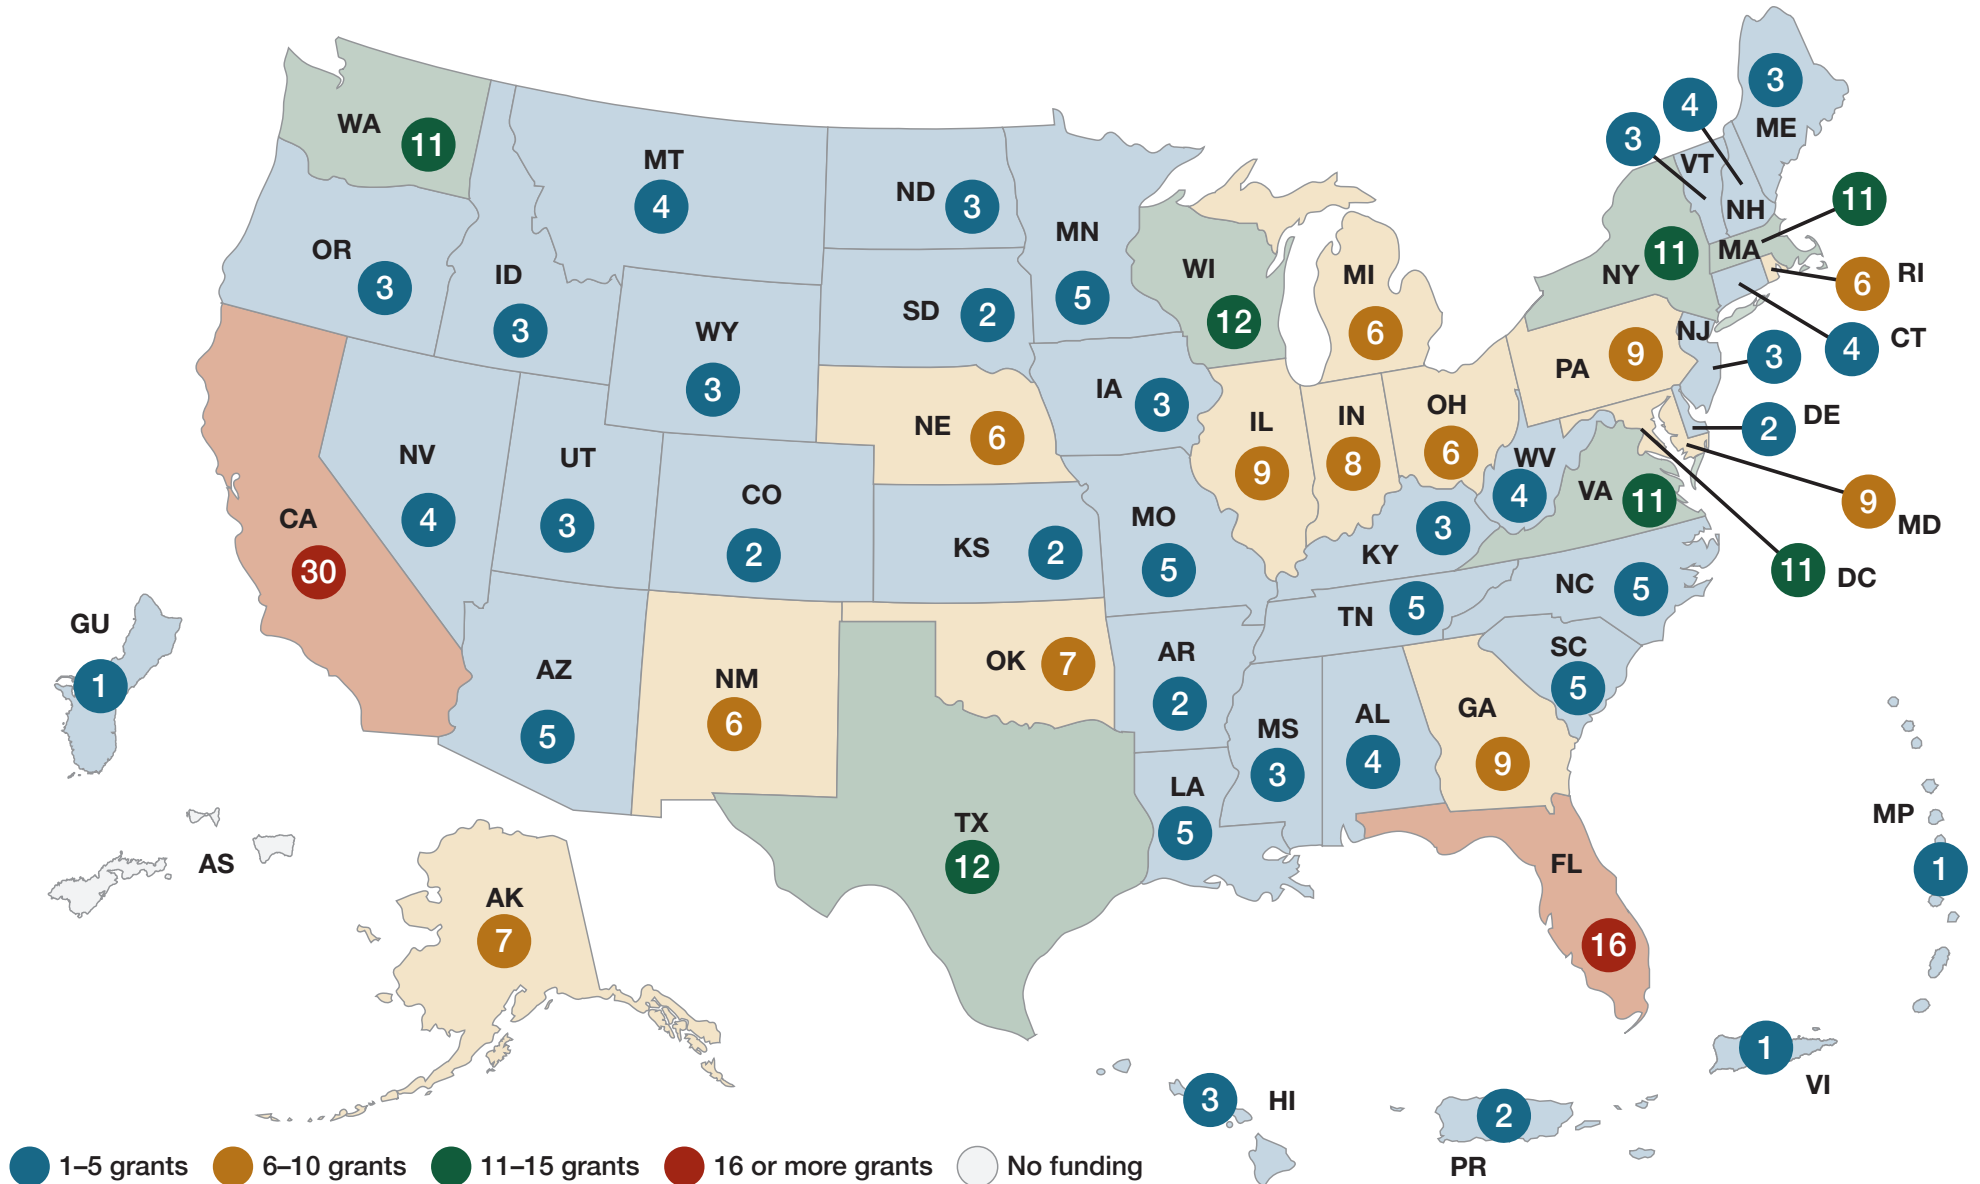 WA 11
MT 4
ND 3
MN 5
OR 3
ID 3
WY 3
SD 2
WI 12
MI 6
NY 11
VT 3
NH 4
ME 3
MA 11
RI 6
CT 4
NJ 3
PA 9
DE 2
MD 9
DC 11
CA 30
NV 4
UT 3
CO 2
NE 6
KS 2
IA 3
MO 5
IL 9
IN 8
OH 6
WV 4
VA 11
KY 3
TN 5
NC 5
SC 5
GU 1
AZ 5
NM 6
OK 7
AR 2
TX 12
LA 5
MS 3
AL 4
GA 9
FL 16
MP 1
AS
AK 7
HI 3
PR 2
VI 1
1–5 grants
6–10 grants
11–15 grants
16 or more grants
No funding